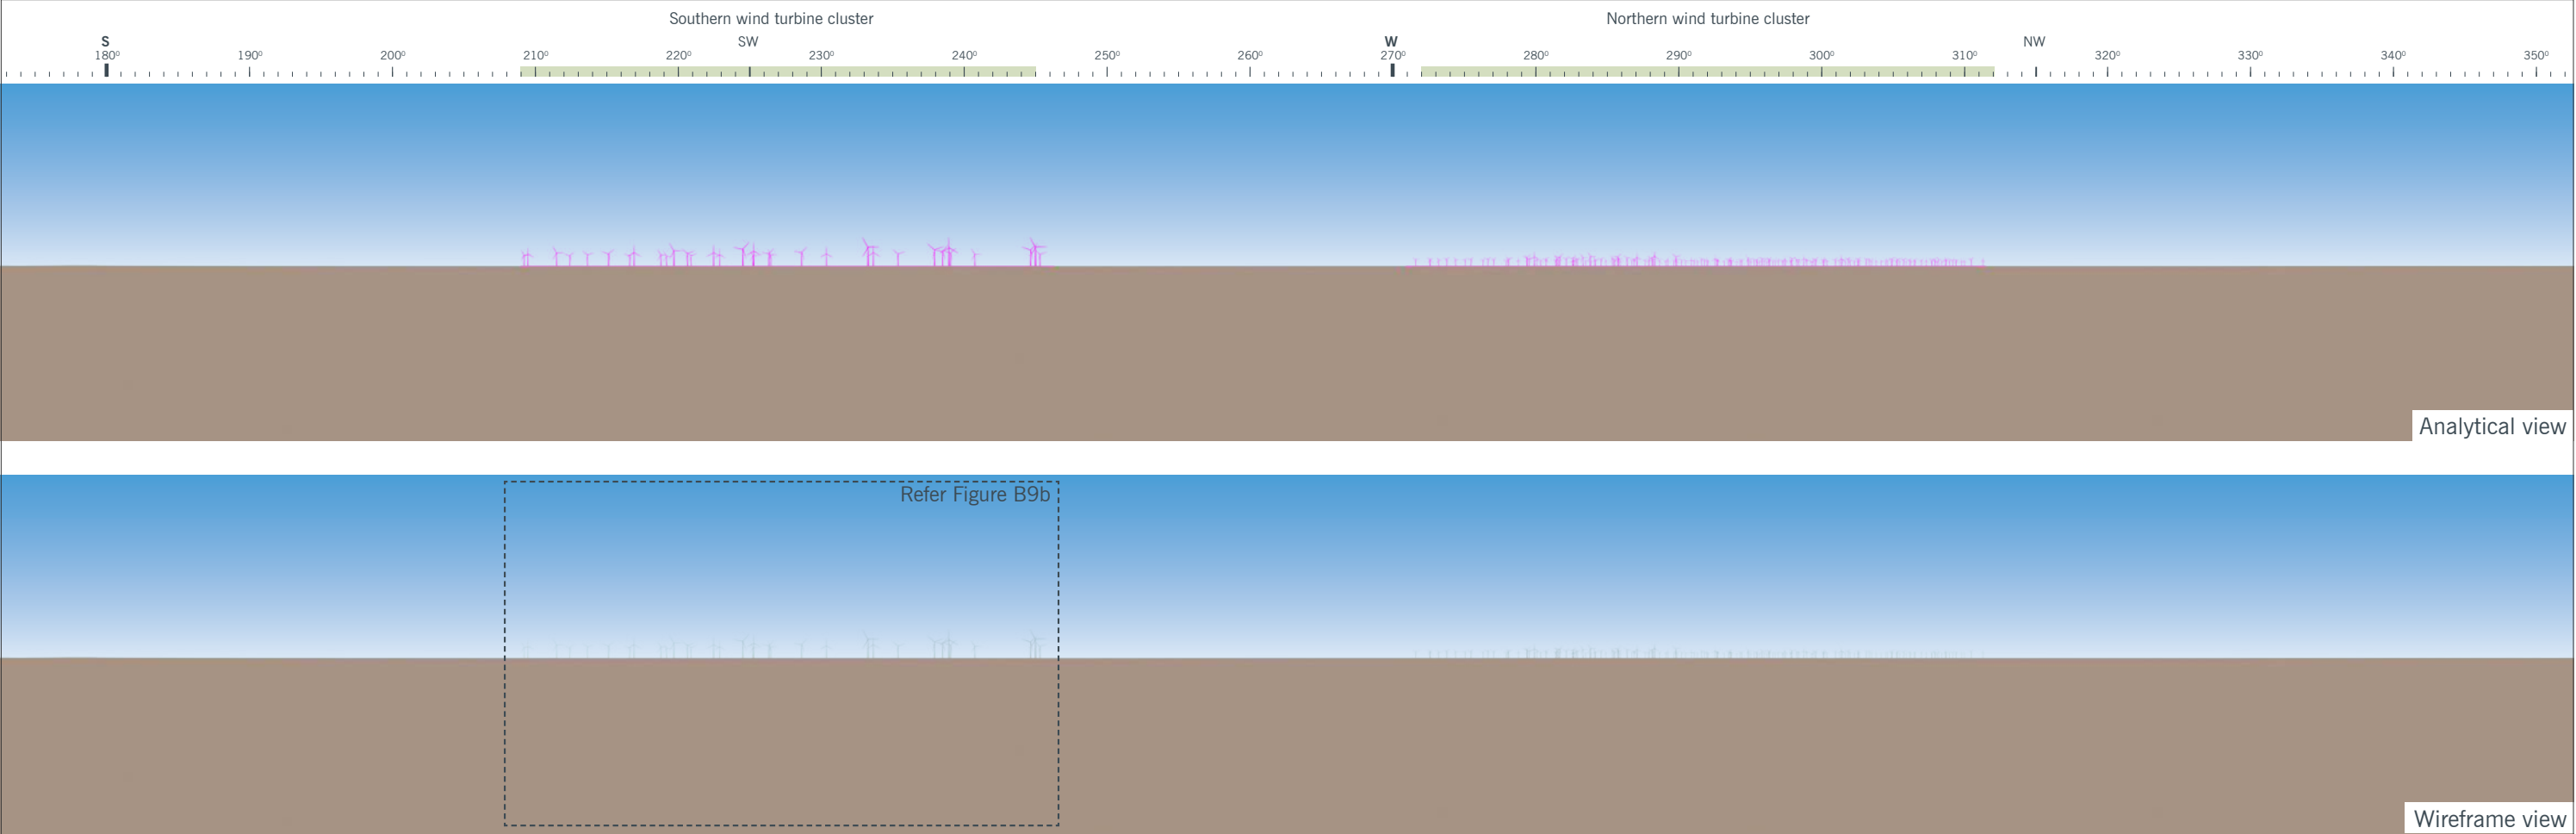 Southern wind turbine cluster Northern wind turbine cluster
S SW W NW
180° 190° 200° 210° 220° 230° 240° 250° 260° 270° 280° 290° 300° 310° 320° 330° 340° 350°
Analytical view
Refer Figure B9b
Wireframe view